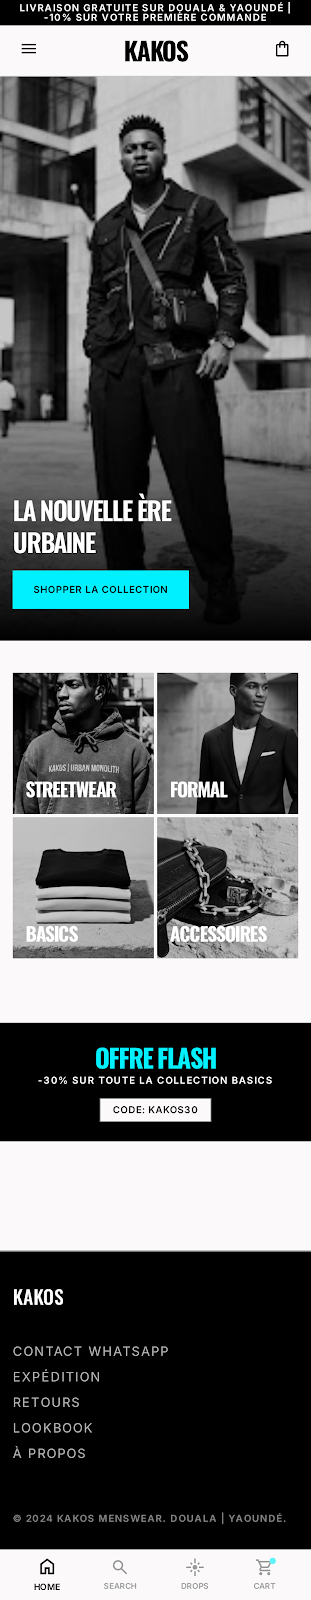 LIVRAISON GRATUITE SUR DOUALA & YAOUNDÉ |
-10% SUR VOTRE PREMIÈRE COMMANDE
KAKOS
LA NOUVELLE ÈRE
URBAINE
SHOPPER LA COLLECTION
KAKOS | URBAN MONOLITH
STREETWEAR
FORMAL
BASICS
ACCESSOIRES
OFFRE FLASH
-30% SUR TOUTE LA COLLECTION BASICS
CODE: KAKOS30
KAKOS
CONTACT WHATSAPP
EXPÉDITION
RETOURS
LOOKBOOK
À PROPOS
© 2024 KAKOS MENSWEAR. DOUALA | YAOUNDÉ.
HOME
SEARCH
DROPS
CART